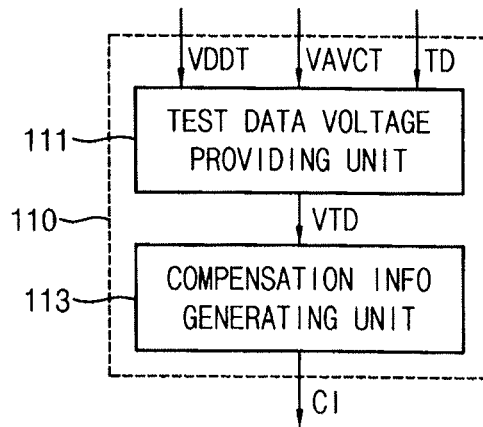 VDDT VAVCT TD
111
TEST DATA VOLTAGE
PROVIDING UNIT
110
VTD
113
COMPENSATION INFO
GENERATING UNIT
CI